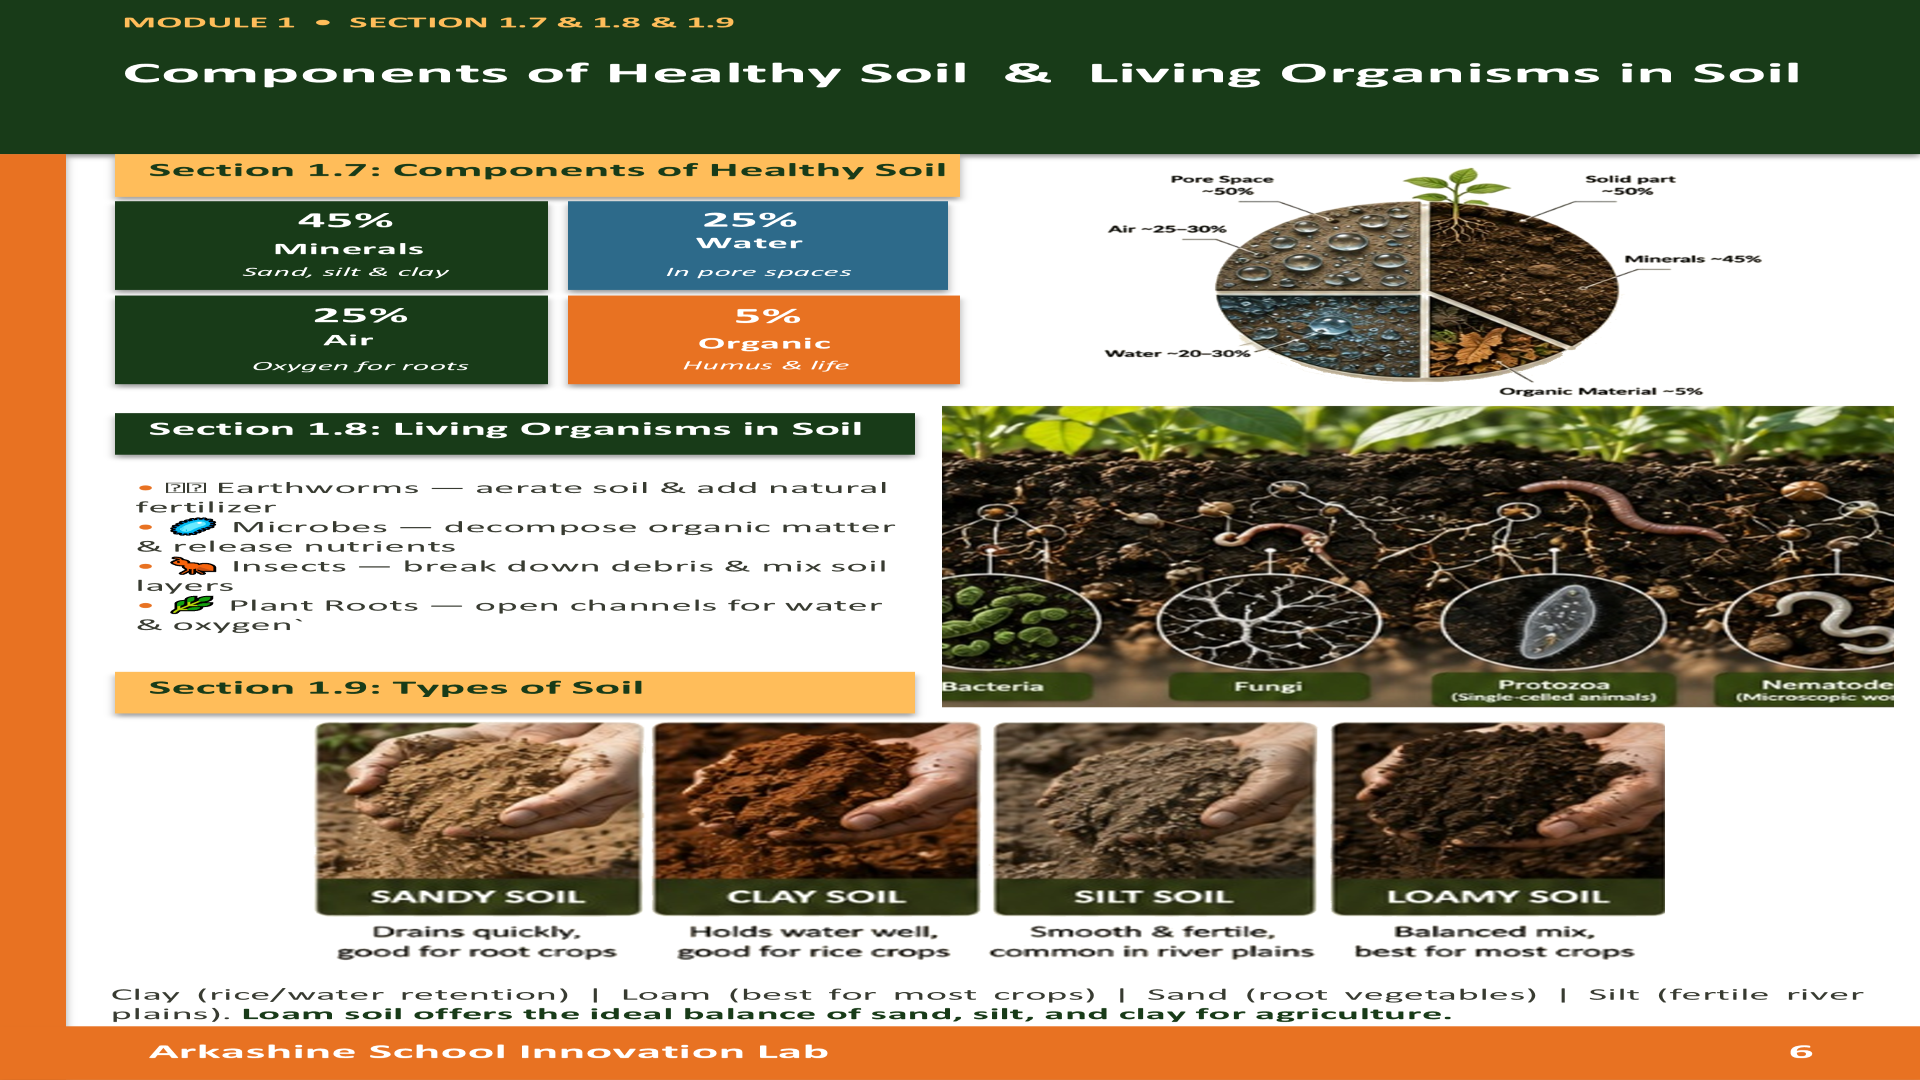 MODULE 1 • SECTION 1.7 & 1.8 & 1.9
Components of Healthy Soil & Living Organisms in Soil
Section 1.7: Components of Healthy Soil
45%
Minerals
Sand, silt & clay
25%
Water
In pore spaces
25%
Air
Oxygen for roots
5%
Organic
Humus & life
Pore Space
~50%
Solid part
~50%
Air ~25–30%
Minerals ~45%
Water ~20–30%
Organic Material ~5%
Section 1.8: Living Organisms in Soil
• Earthworms — aerate soil & add natural
fertilizer
• Microbes — decompose organic matter
& release nutrients
• Insects — break down debris & mix soil
layers
• Plant Roots — open channels for water
& oxygen`
Bacteria
Fungi
Protozoa
(Single-celled animals)
Nematode
(Microscopic wo
Section 1.9: Types of Soil
SANDY SOIL
Drains quickly,
good for root crops
CLAY SOIL
Holds water well,
good for rice crops
SILT SOIL
Smooth & fertile,
common in river plains
LOAMY SOIL
Balanced mix,
best for most crops
Clay (rice/water retention) | Loam (best for most crops) | Sand (root vegetables) | Silt (fertile river
plains). Loam soil offers the ideal balance of sand, silt, and clay for agriculture.
Arkashine School Innovation Lab
6